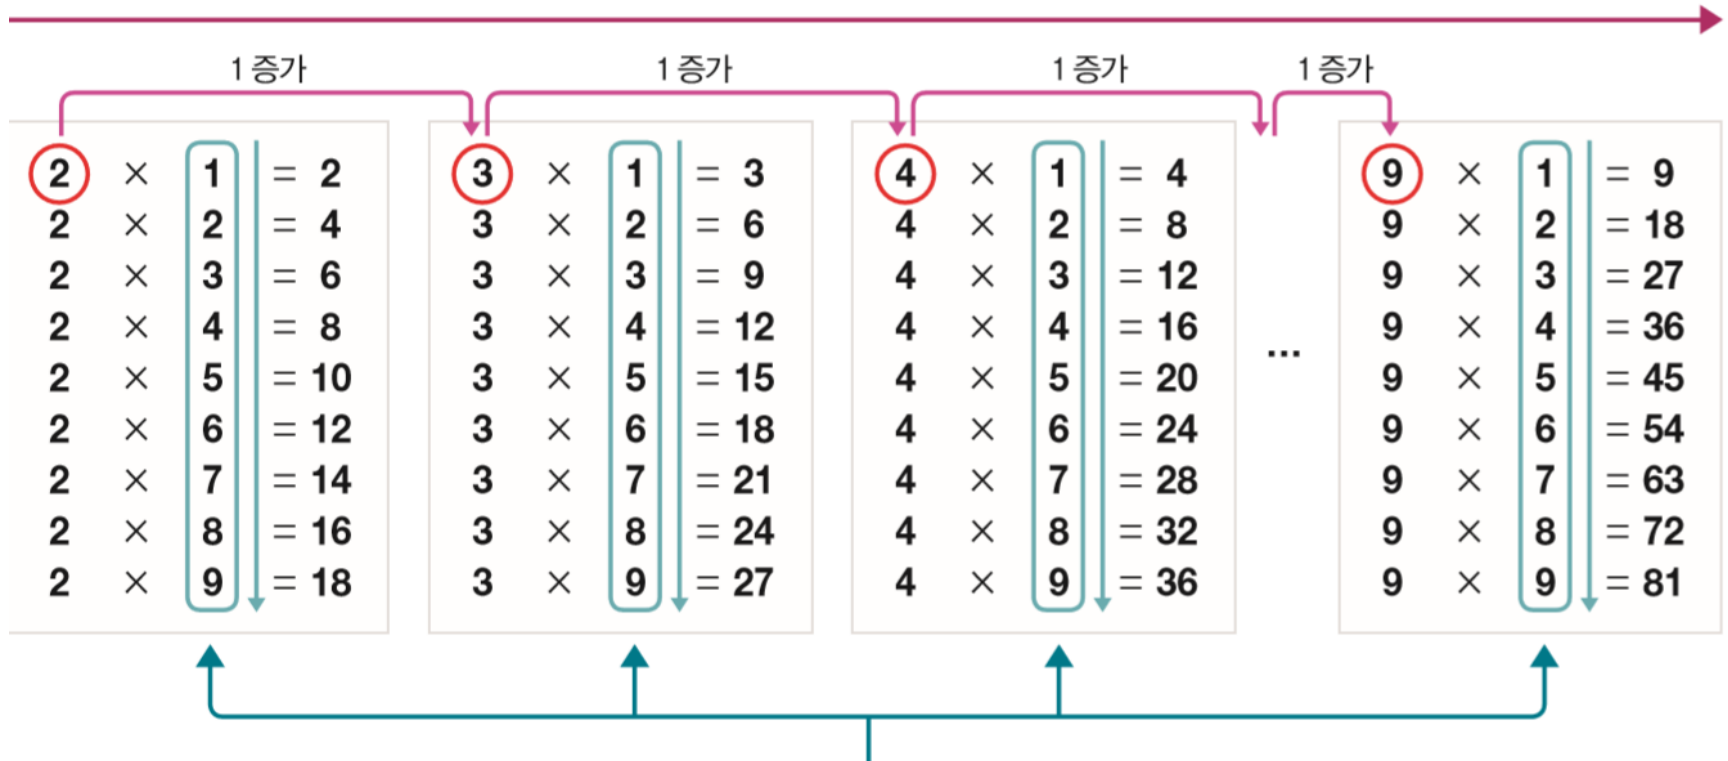 1 증가 1 증가 1 증가 1 증가
2 × 1 = 2
2 × 2 = 4
2 × 3 = 6
2 × 4 = 8
2 × 5 = 10
2 × 6 = 12
2 × 7 = 14
2 × 8 = 16
2 × 9 = 18
3 × 1 = 3
3 × 2 = 6
3 × 3 = 9
3 × 4 = 12
3 × 5 = 15
3 × 6 = 18
3 × 7 = 21
3 × 8 = 24
3 × 9 = 27
4 × 1 = 4
4 × 2 = 8
4 × 3 = 12
4 × 4 = 16
4 × 5 = 20
4 × 6 = 24
4 × 7 = 28
4 × 8 = 32
4 × 9 = 36
...
9 × 1 = 9
9 × 2 = 18
9 × 3 = 27
9 × 4 = 36
9 × 5 = 45
9 × 6 = 54
9 × 7 = 63
9 × 8 = 72
9 × 9 = 81